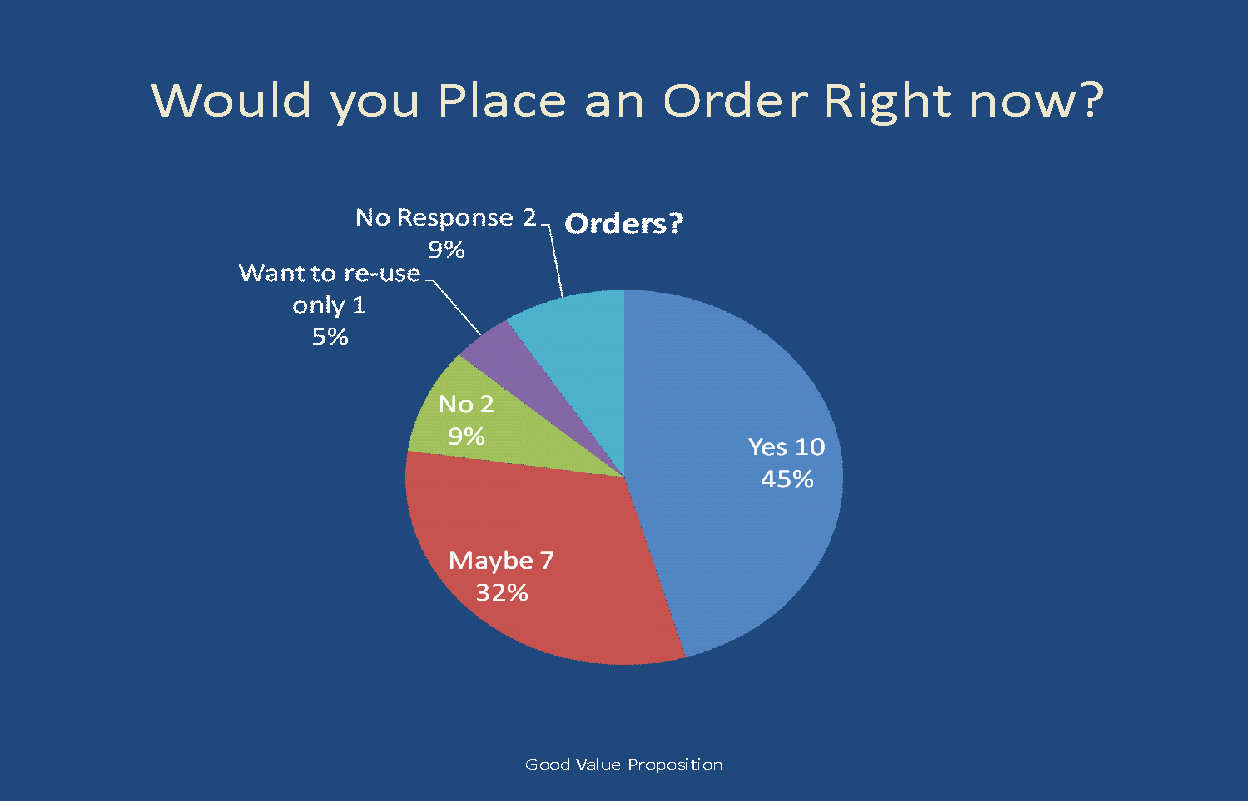 Would you Place an Order Right now?
Orders?
No Response 2
9%
Want to re-use
only 1
5%
No 2
9%
Yes 10
45%
Maybe 7
32%
Good Value Proposition